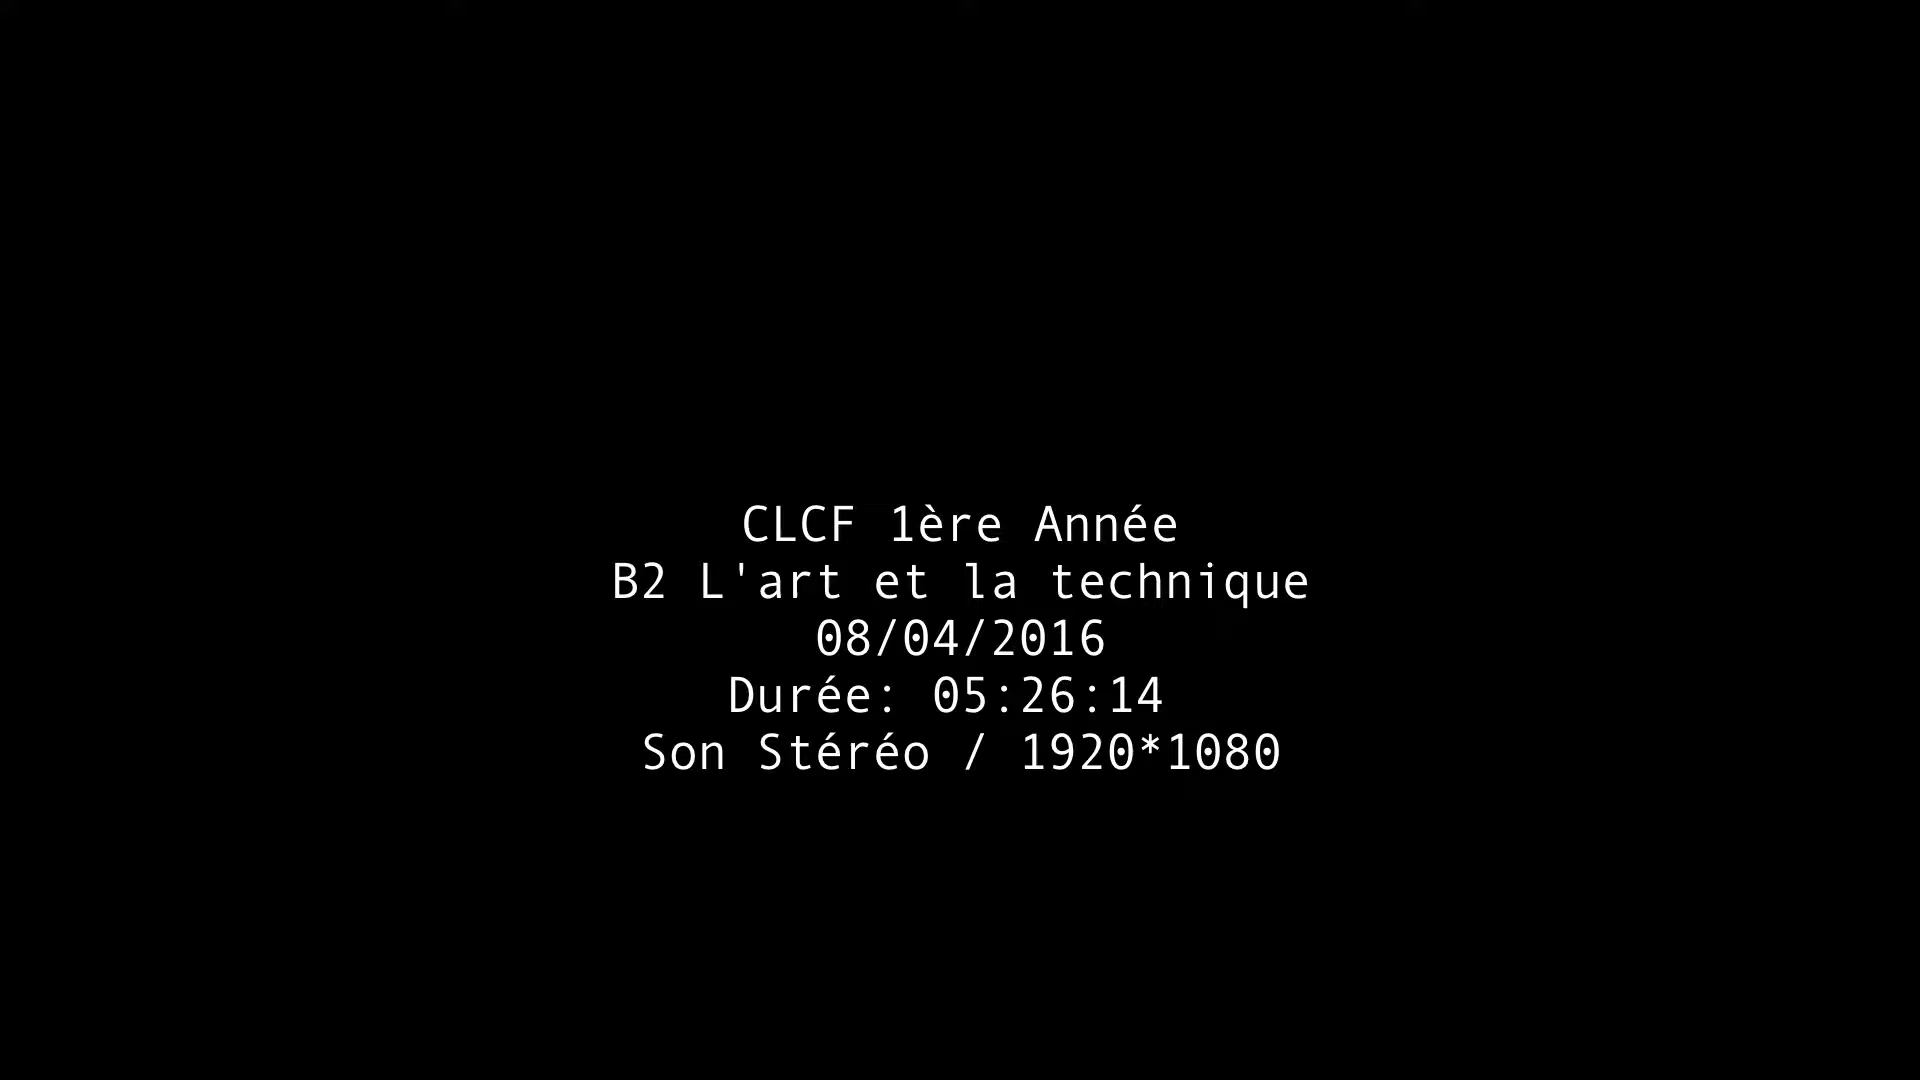 CLCF 1ère Année
B2 L'art et la technique
08/04/2016
Durée: 05:26:14
Son Stéréo / 1920*1080